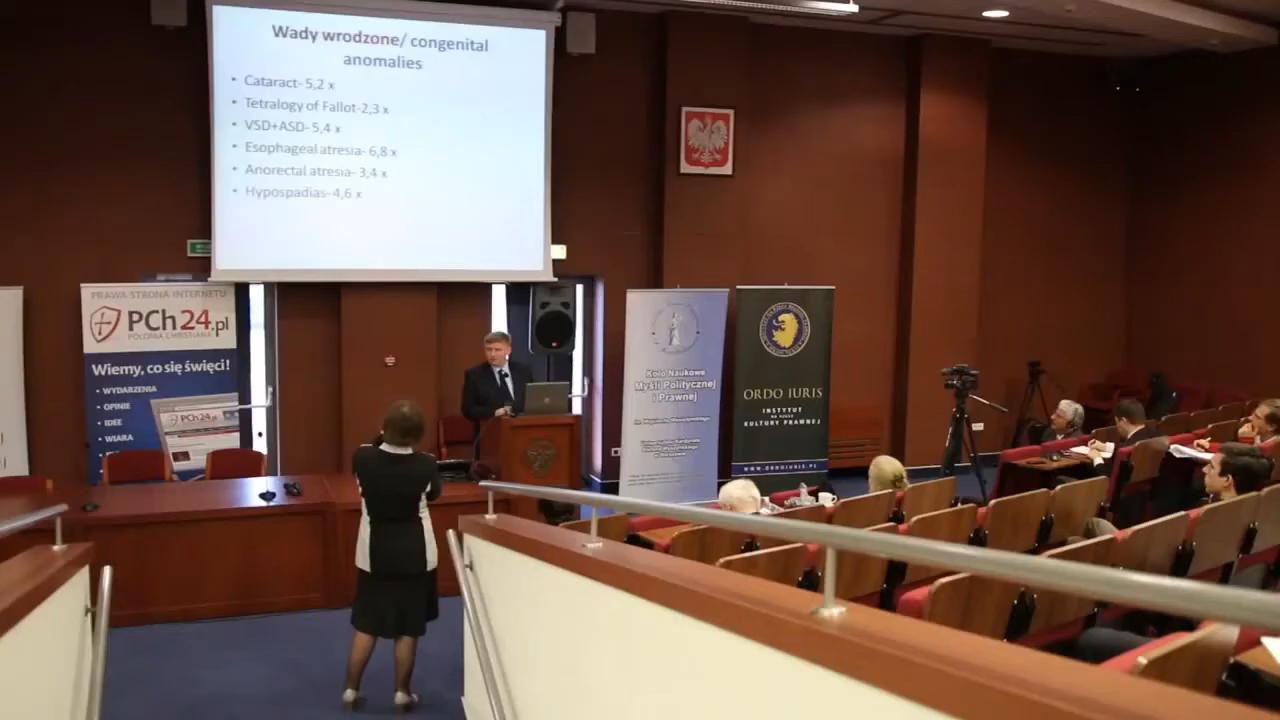 Wady wrodzone/ congenital
anomalies
• Cataract- 5,2 x
• Tetralogy of Fallot-2,3 x
• VSD+ASD- 5,4 x
• Esophageal atresia- 6,8 x
• Anorectal atresia- 3,4 x
• Hypospadias- 4,6 x
PRAWA STRONA INTERNETU
PCh24.pl
POLONIA CHRISTIANA
Wiemy, co się święci!
• WYDARZENIA
• OPINIE
• IDEE
• WIARA
PCh24.pl
Koło Naukowe
Myśli Politycznej
i Prawnej
ORDO IURIS
INSTYTUT
NA RZECZ
KULTURY PRAWNEJ
WWW.ORDOIURIS.PL